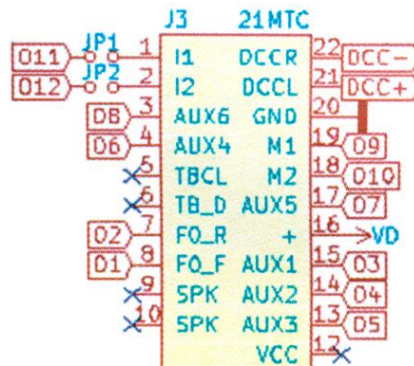 J3 21MTC
O11 JP1 1 I1 DCCR 22 DCC-
O12 JP2 2 I2 DCCL 21 DCC+
O8 3 AUX6 GND 20
O6 4 AUX4 M1 19 O9
5 TBCL M2 18 O10
6 TB_D AUX5 17 O7
O2 7 FO_R + 16 VD
O1 8 FO_F AUX1 15 O3
9 SPK AUX2 14 O4
10 SPK AUX3 13 O5
VCC 12